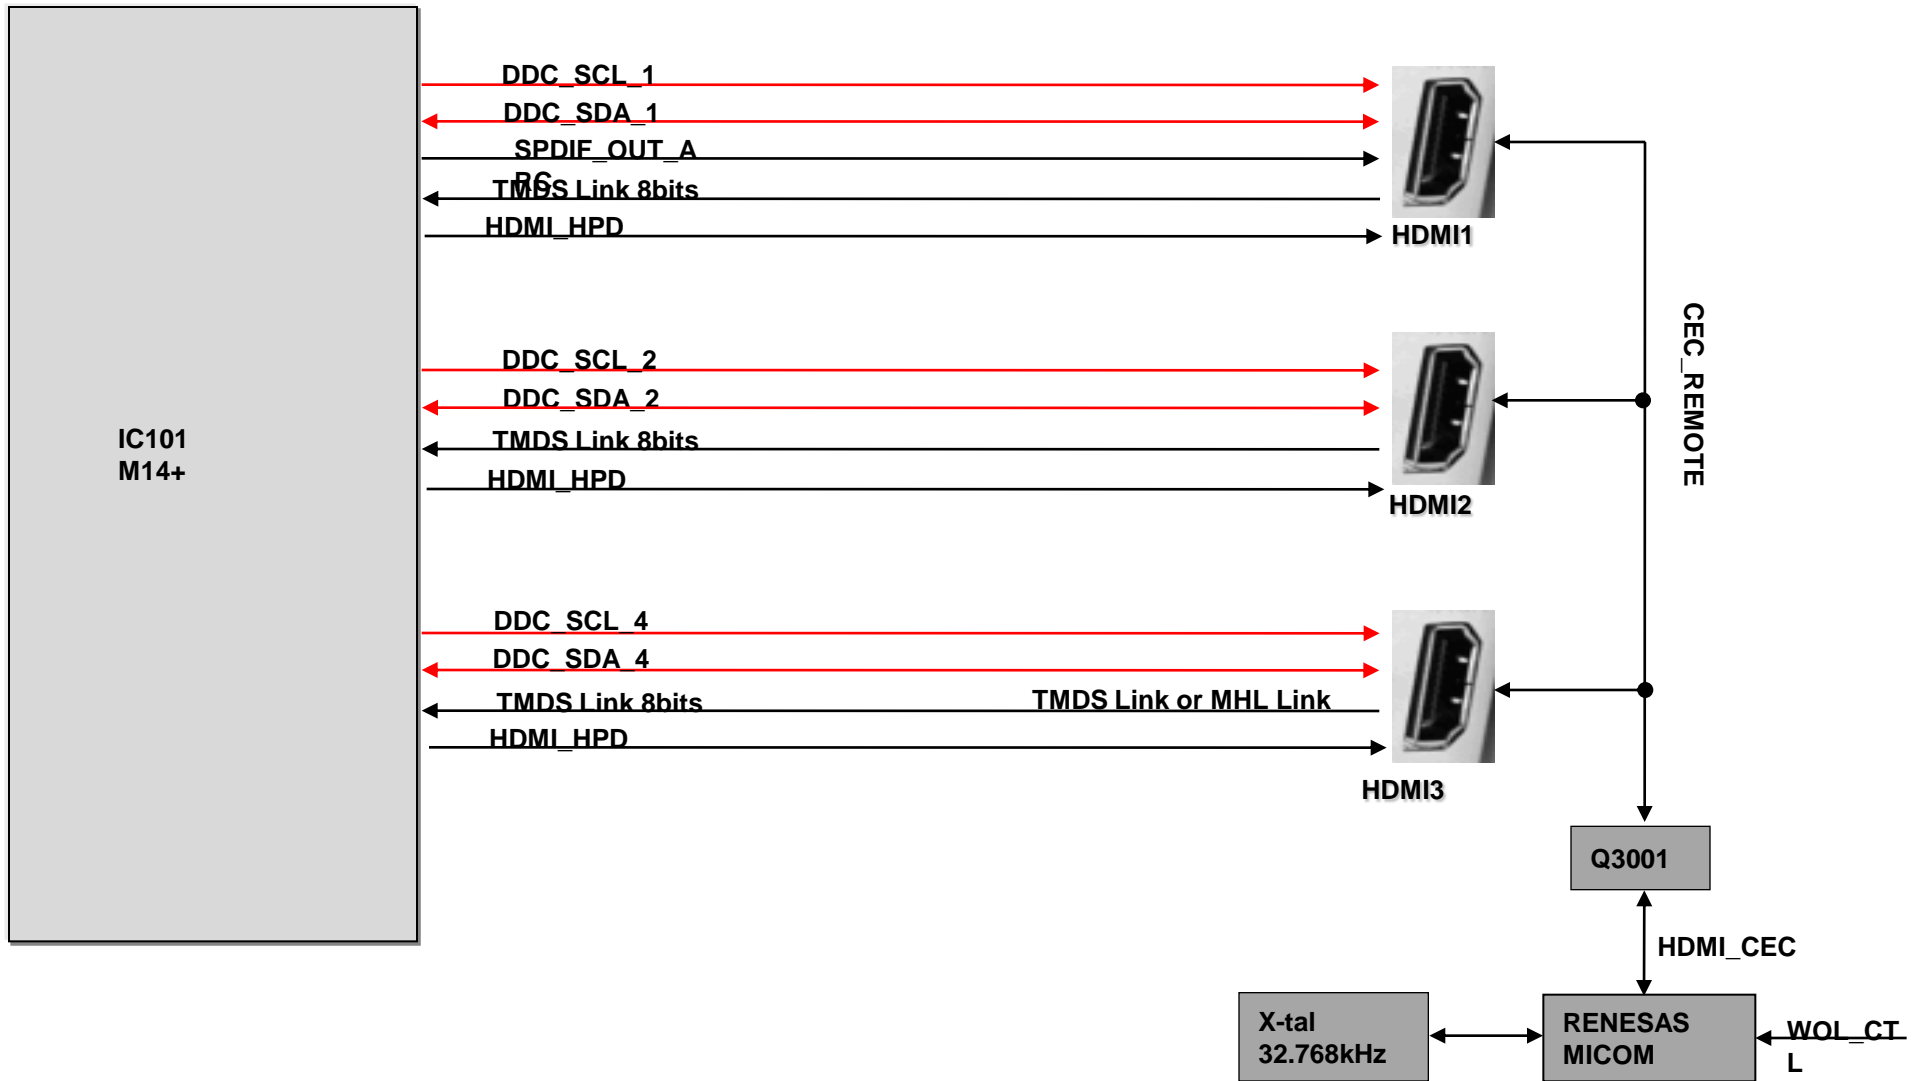 DDC_SCL_1
DDC_SDA_1
SPDIF_OUT_A
RC
TMDS Link 8bits
HDMI_HPD
HDMI1
CEC_REMOTE
DDC_SCL_2
DDC_SDA_2
TMDS Link 8bits
HDMI_HPD
HDMI2
IC101
M14+
DDC_SCL_4
DDC_SDA_4
TMDS Link 8bits
TMDS Link or MHL Link
HDMI_HPD
HDMI3
Q3001
HDMI_CEC
X-tal
32.768kHz
RENESAS
MICOM
WOL_CT
L